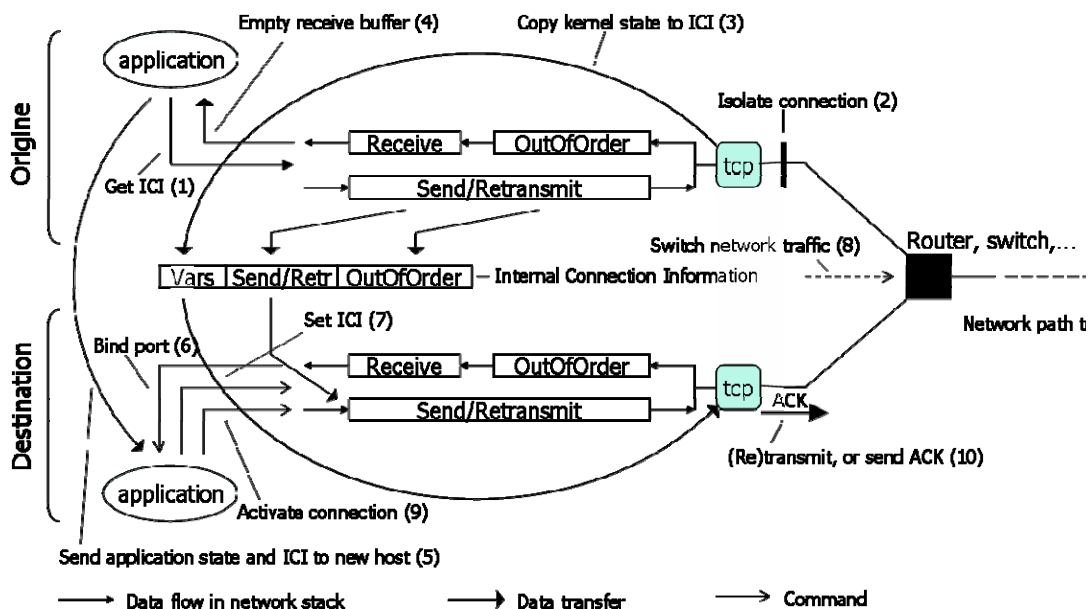 Empty receive buffer (4)
Copy kernel state to ICI (3)
application
Isolate connection (2)
Origine
Receive
OutOfOrder
tcp
Get ICI (1)
Send/Retransmit
Switch network traffic (8)
Router, switch,...
Vars
Send/Retr
OutOfOrder
Internal Connection Information
Set ICI (7)
Network path t
Bind port (6)
Destination
Receive
OutOfOrder
tcp
Send/Retransmit
ACK
(Re)transmit, or send ACK (10)
application
Activate connection (9)
Send application state and ICI to new host (5)
Data flow in network stack
Data transfer
Command